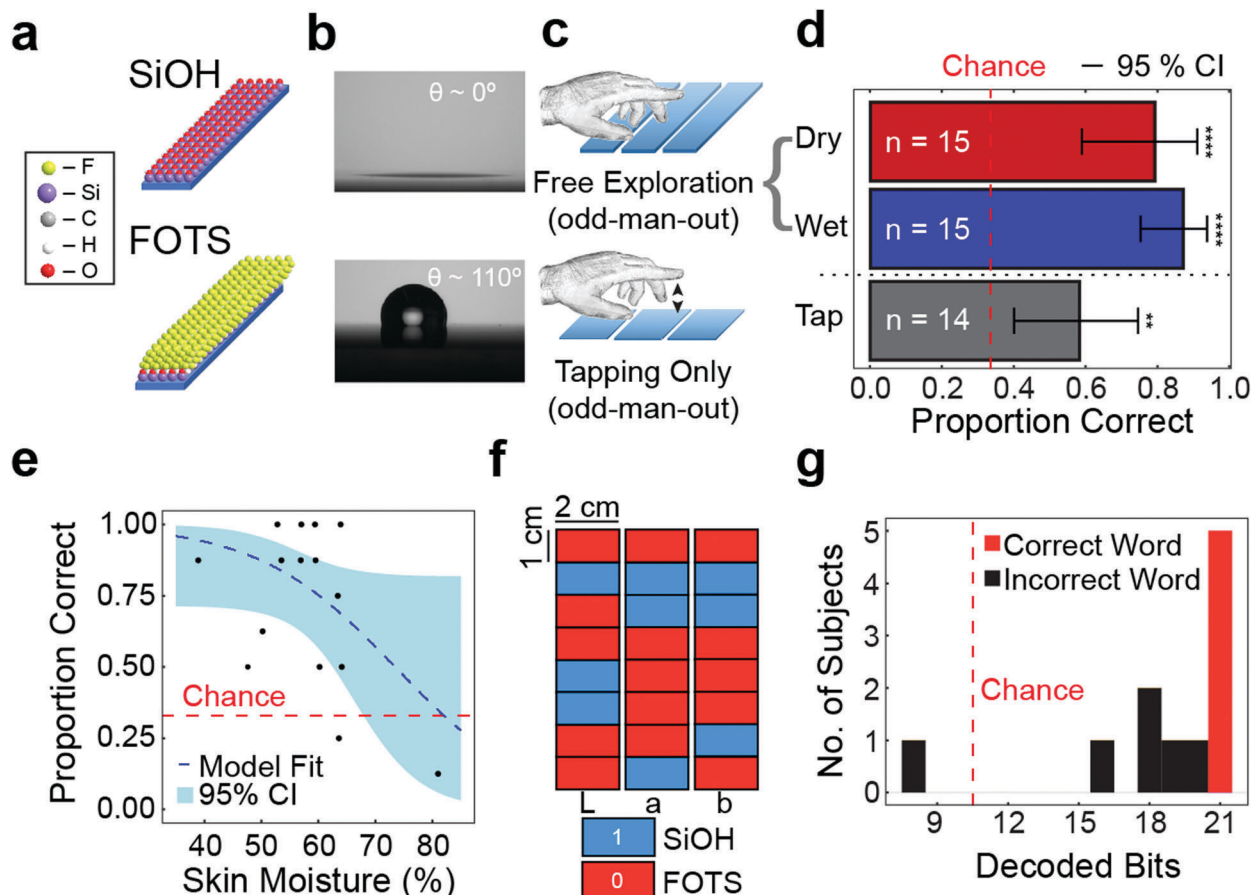 a
SiOH
– F
– Si
– C
– H
– O
FOTS
b
θ ~ 0º
θ ~ 110º
c
Free Exploration
(odd-man-out)
Tapping Only
(odd-man-out)
d
Chance
– 95 % CI
Dry
n = 15
****
Wet
n = 15
****
Tap
n = 14
**
0.0 0.2 0.4 0.6 0.8 1.0
Proportion Correct
e
Proportion Correct
1.00
0.75
0.50
0.25
0.00
Chance
Model Fit
95% CI
40 50 60 70 80
Skin Moisture (%)
f
2 cm
1 cm
L a b
1 SiOH
0 FOTS
g
No. of Subjects
5
4
3
2
1
0
Correct Word
Incorrect Word
Chance
9 12 15 18 21
Decoded Bits